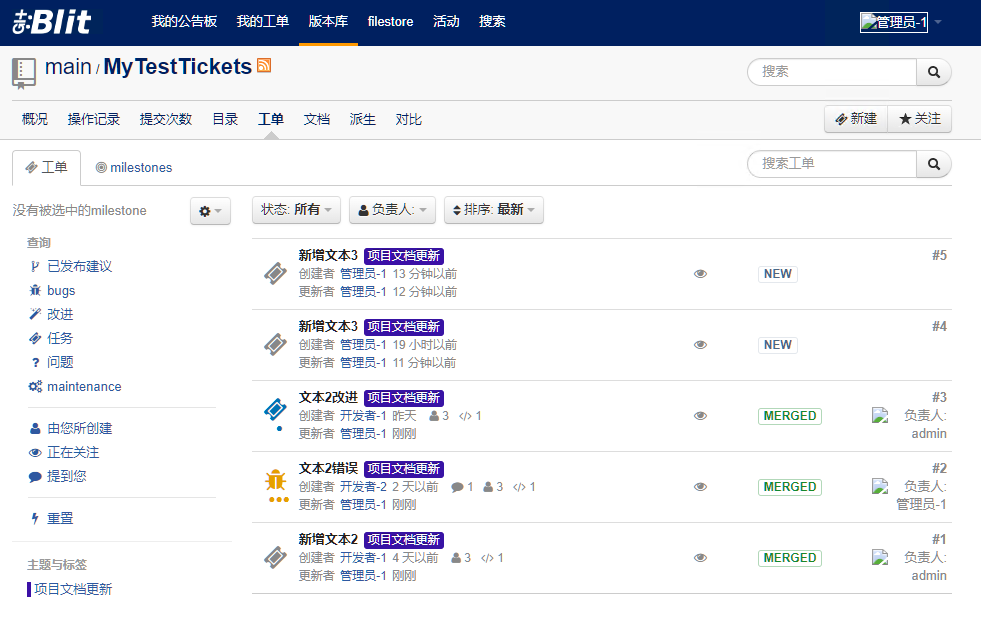 Blit
我的公告板 我的工单 版本库 filestore 活动 搜索
管理员-1
main / MyTestTickets
搜索
概况 操作记录 提交次数 目录 工单 文档 派生 对比
新建 关注
工单 milestones
搜索工单
没有被选中的milestone
状态: 所有 负责人: 排序: 最新
查询
已发布建议
bugs
改进
任务
问题
maintenance
由您所创建
正在关注
提到您
重置
主题与标签
项目文档更新
新增文本3 项目文档更新 #5
创建者 管理员-1 13 分钟以前 NEW
更新者 管理员-1 12 分钟以前
新增文本3 项目文档更新 #4
创建者 管理员-1 19 小时以前 NEW
更新者 管理员-1 11 分钟以前
文本2改进 项目文档更新 #3
创建者 开发者-1 昨天 3 1 MERGED 负责人:
更新者 管理员-1 刚刚 admin
文本2错误 项目文档更新 #2
创建者 开发者-2 2 天以前 1 3 1 MERGED 负责人:
更新者 管理员-1 刚刚 管理员-1
新增文本2 项目文档更新 #1
创建者 开发者-1 4 天以前 3 1 MERGED 负责人:
更新者 管理员-1 刚刚 admin